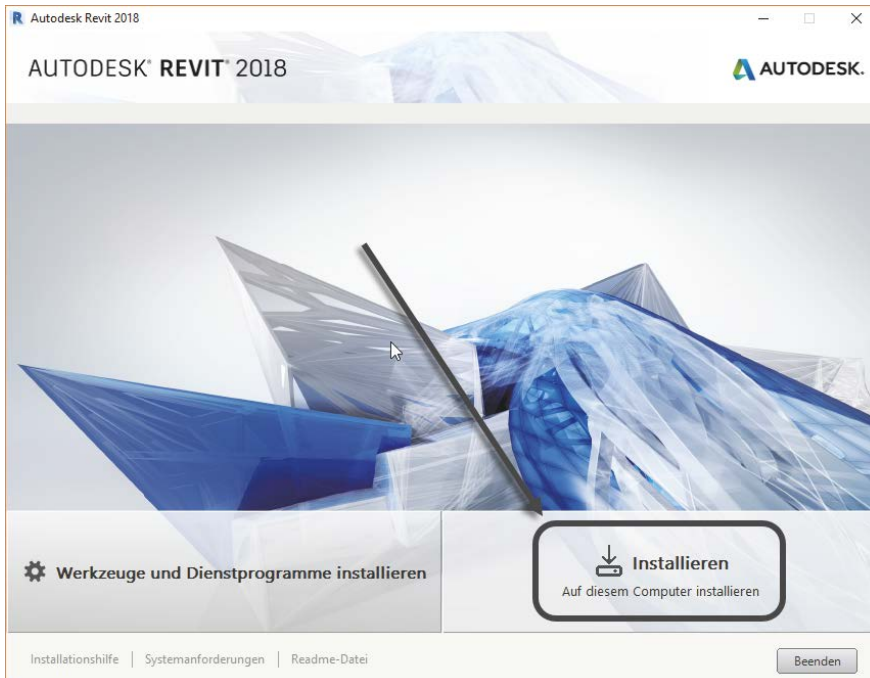 Autodesk Revit 2018
AUTODESK® REVIT® 2018
AUTODESK.
Werkzeuge und Dienstprogramme installieren
Installieren
Auf diesem Computer installieren
Installationshilfe | Systemanforderungen | Readme-Datei
Beenden